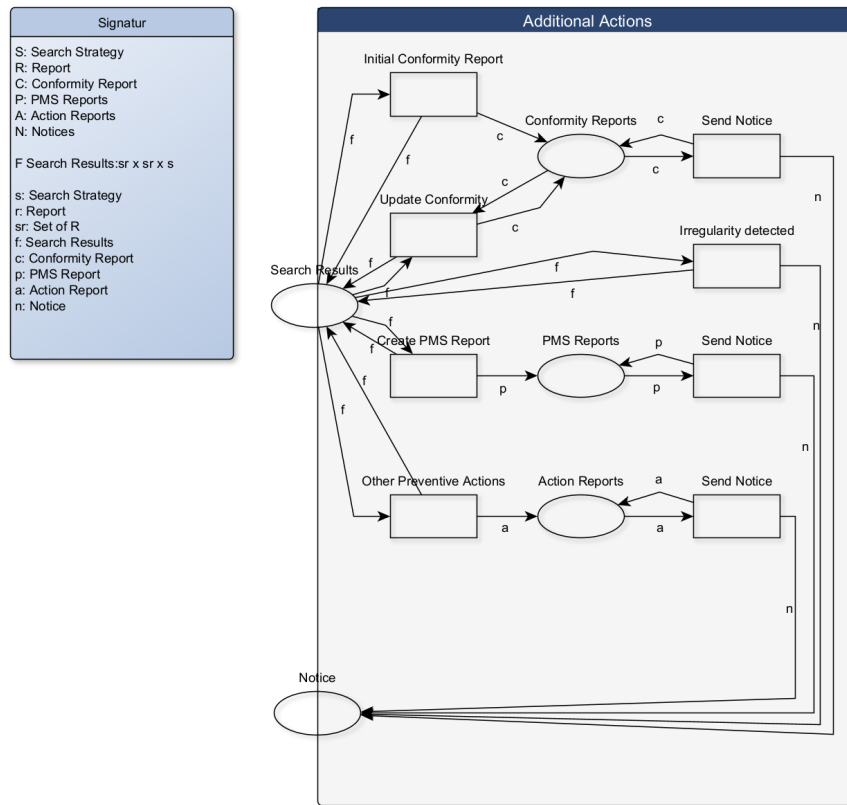 Signatur
S: Search Strategy
R: Report
C: Conformity Report
P: PMS Reports
A: Action Reports
N: Notices
F Search Results:sr x sr x s
s: Search Strategy
r: Report
sr: Set of R
f: Search Results
c: Conformity Report
p: PMS Report
a: Action Report
n: Notice
Additional Actions
Initial Conformity Report
f
f
c
Conformity Reports
c
c
Send Notice
n
Update Conformity
c
c
f
f
Search Results
Irregularity detected
f
f
n
f
f
Create PMS Report
p
PMS Reports
p
p
Send Notice
n
f
f
Other Preventive Actions
a
Action Reports
a
a
Send Notice
n
Notice